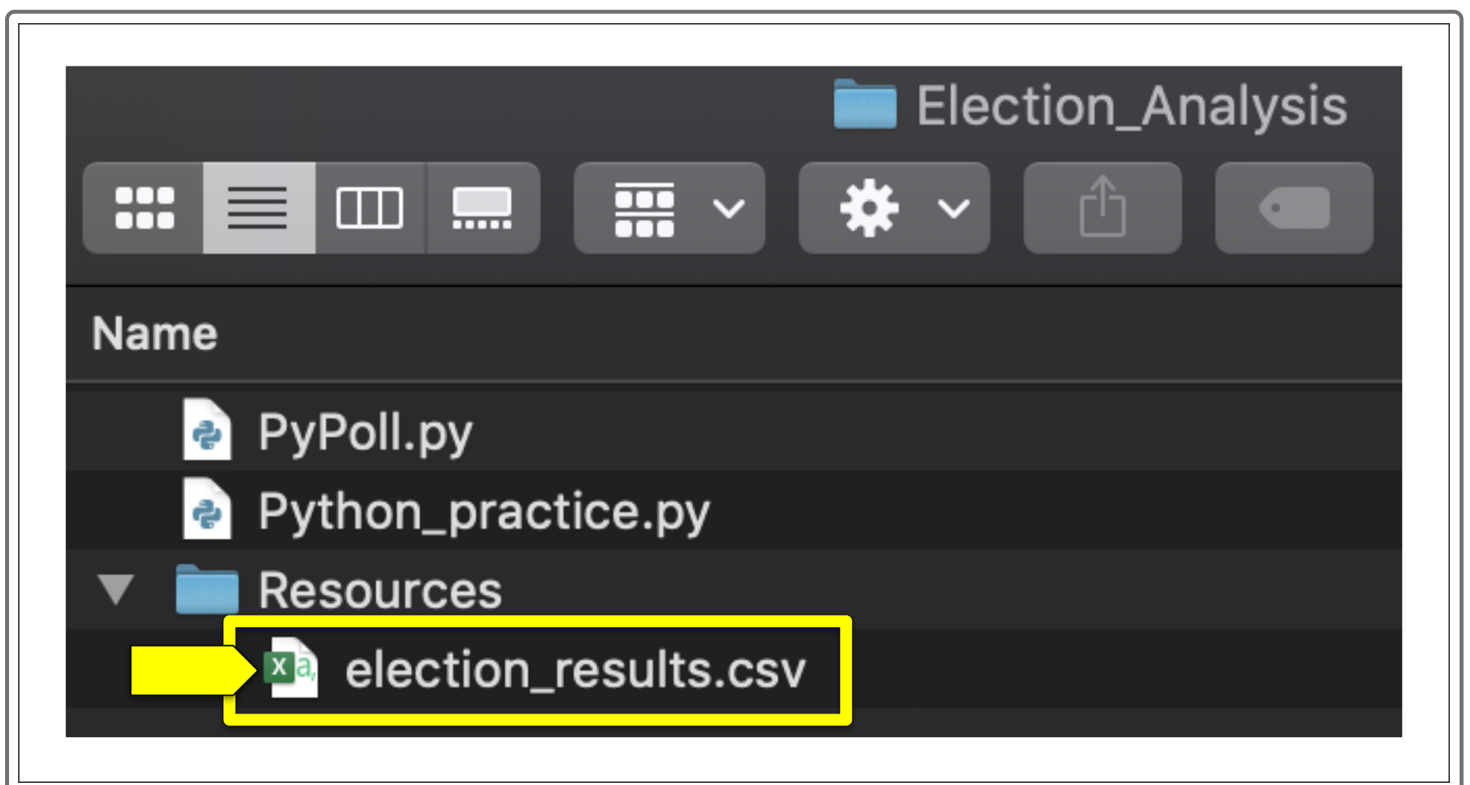 Election_Analysis
Name
PyPoll.py
Python_practice.py
Resources
election_results.csv